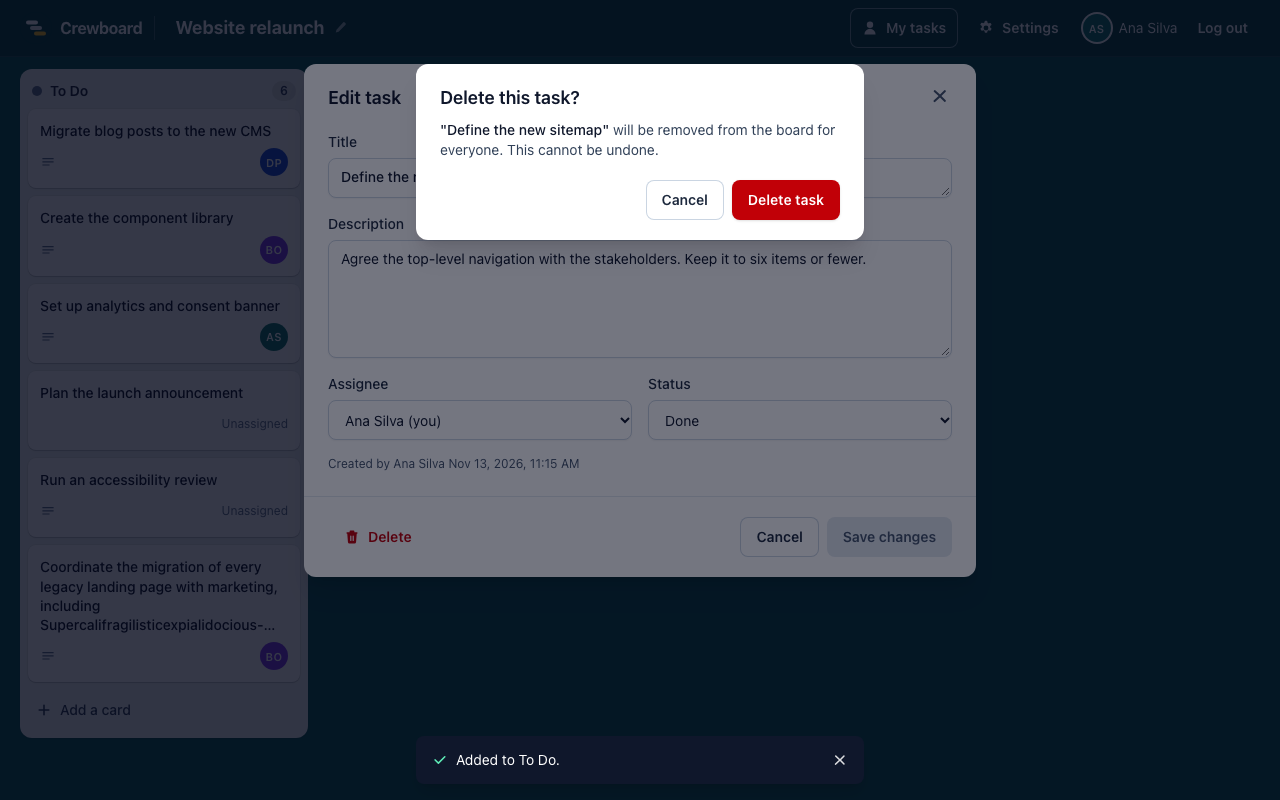 Crewboard
Website relaunch
My tasks
Settings
AS
Ana Silva
Log out
To Do
6
Migrate blog posts to the new CMS
DP
Create the component library
BO
Set up analytics and consent banner
AS
Plan the launch announcement
Unassigned
Run an accessibility review
Unassigned
Coordinate the migration of every
legacy landing page with marketing,
including
Supercalifragilisticexpialidocious-...
BO
Add a card
Edit task
Title
Define the
Description
Agree the top-level navigation with the stakeholders. Keep it to six items or fewer.
Assignee
Status
Ana Silva (you)
Done
Created by Ana Silva Nov 13, 2026, 11:15 AM
Delete
Cancel
Save changes
Delete this task?
"Define the new sitemap" will be removed from the board for
everyone. This cannot be undone.
Cancel
Delete task
Added to To Do.